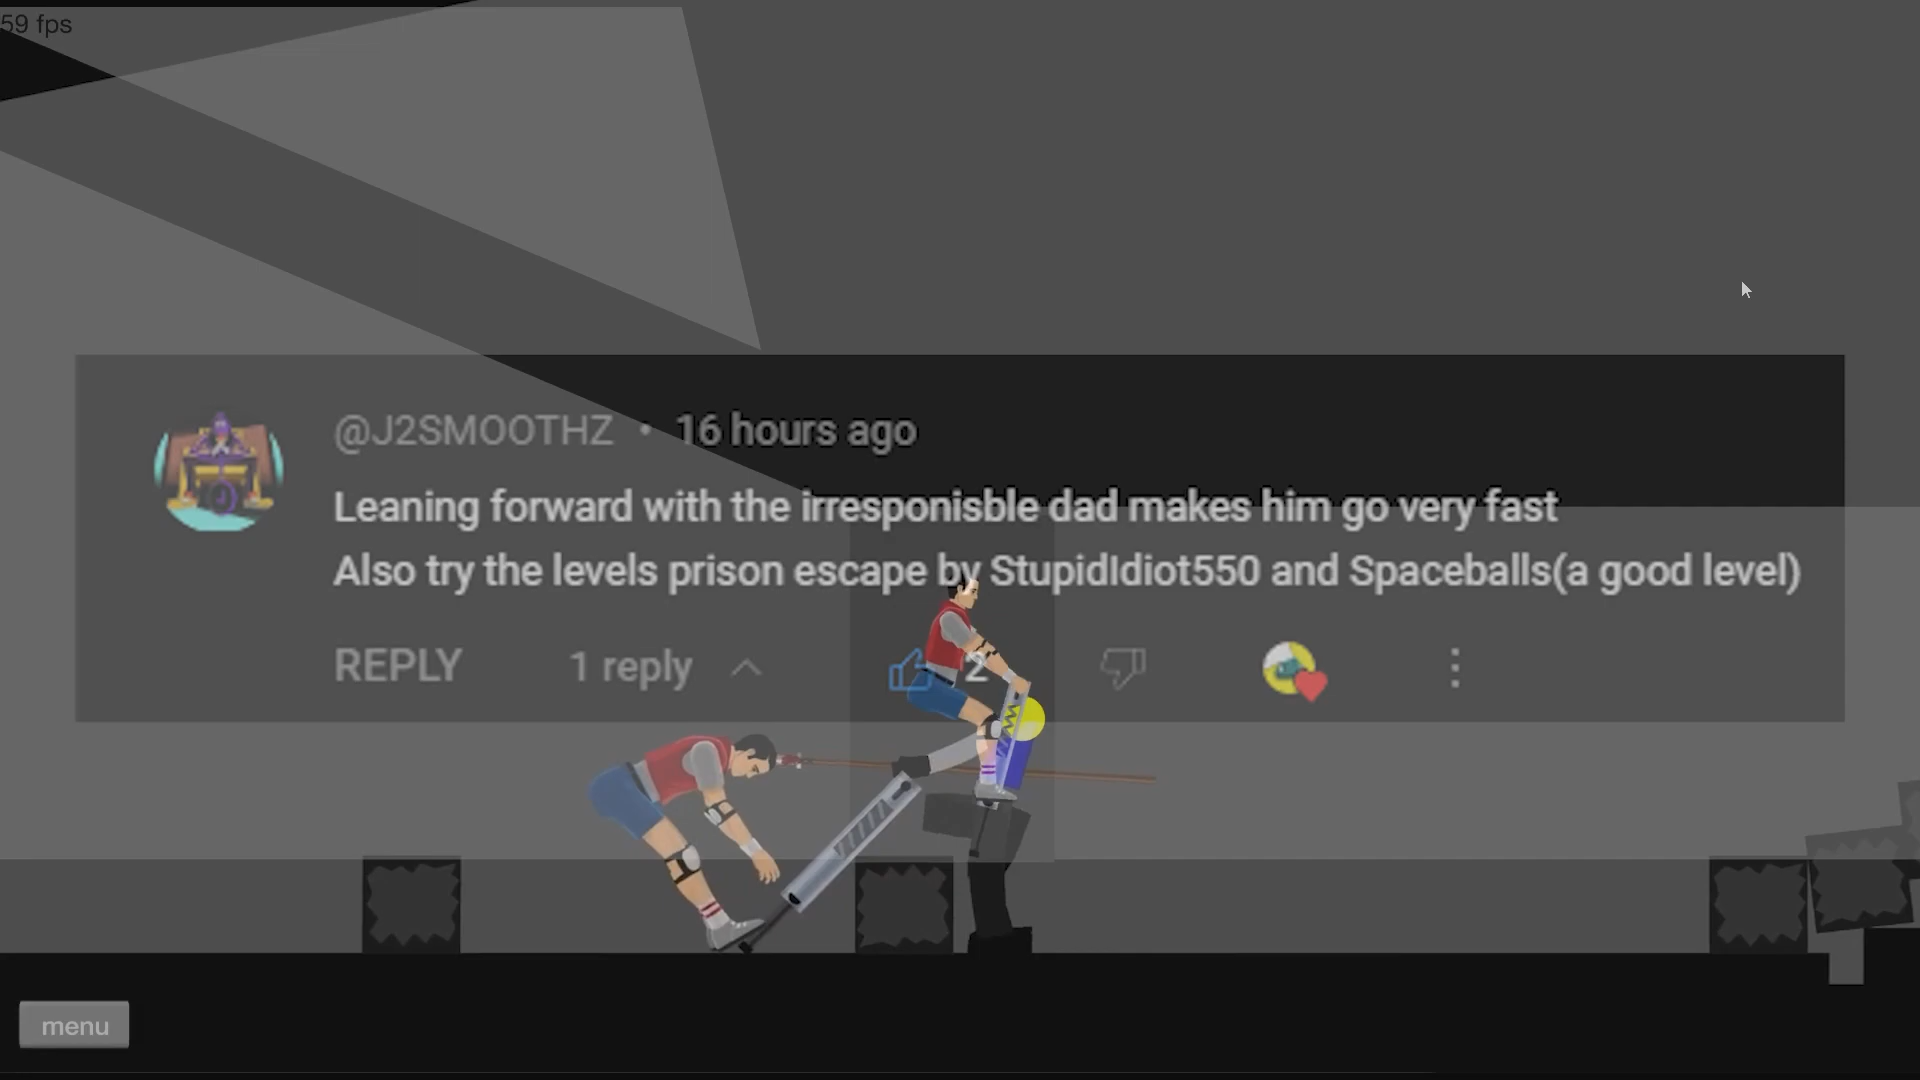 59 fps
@J2SMOOTHZ • 16 hours ago
Leaning forward with the irresponisble dad makes him go very fast
Also try the levels prison escape by StupidIdiot550 and Spaceballs(a good level)
REPLY 1 reply 2
menu